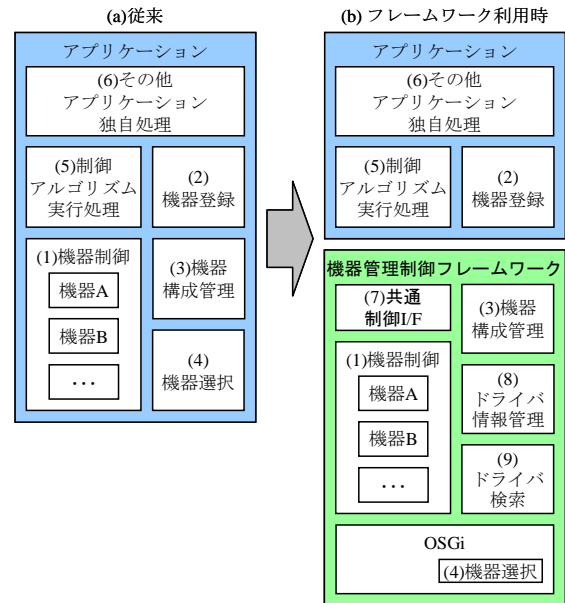 (a)従来
アプリケーション
(6)その他
アプリケーション
独自処理
(5)制御
アルゴリズム
実行処理
(2)
機器登録
(1)機器制御
機器A
機器B
・・・
(3)機器
構成管理
(4)
機器選択
(b) フレームワーク利用時
アプリケーション
(6)その他
アプリケーション
独自処理
(5)制御
アルゴリズム
実行処理
(2)
機器登録
機器管理制御フレームワーク
(7)共通
制御I/F
(3)機器
構成管理
(1)機器制御
機器A
機器B
・・・
(8)
ドライバ
情報管理
(9)
ドライバ
検索
OSGi
(4)機器選択